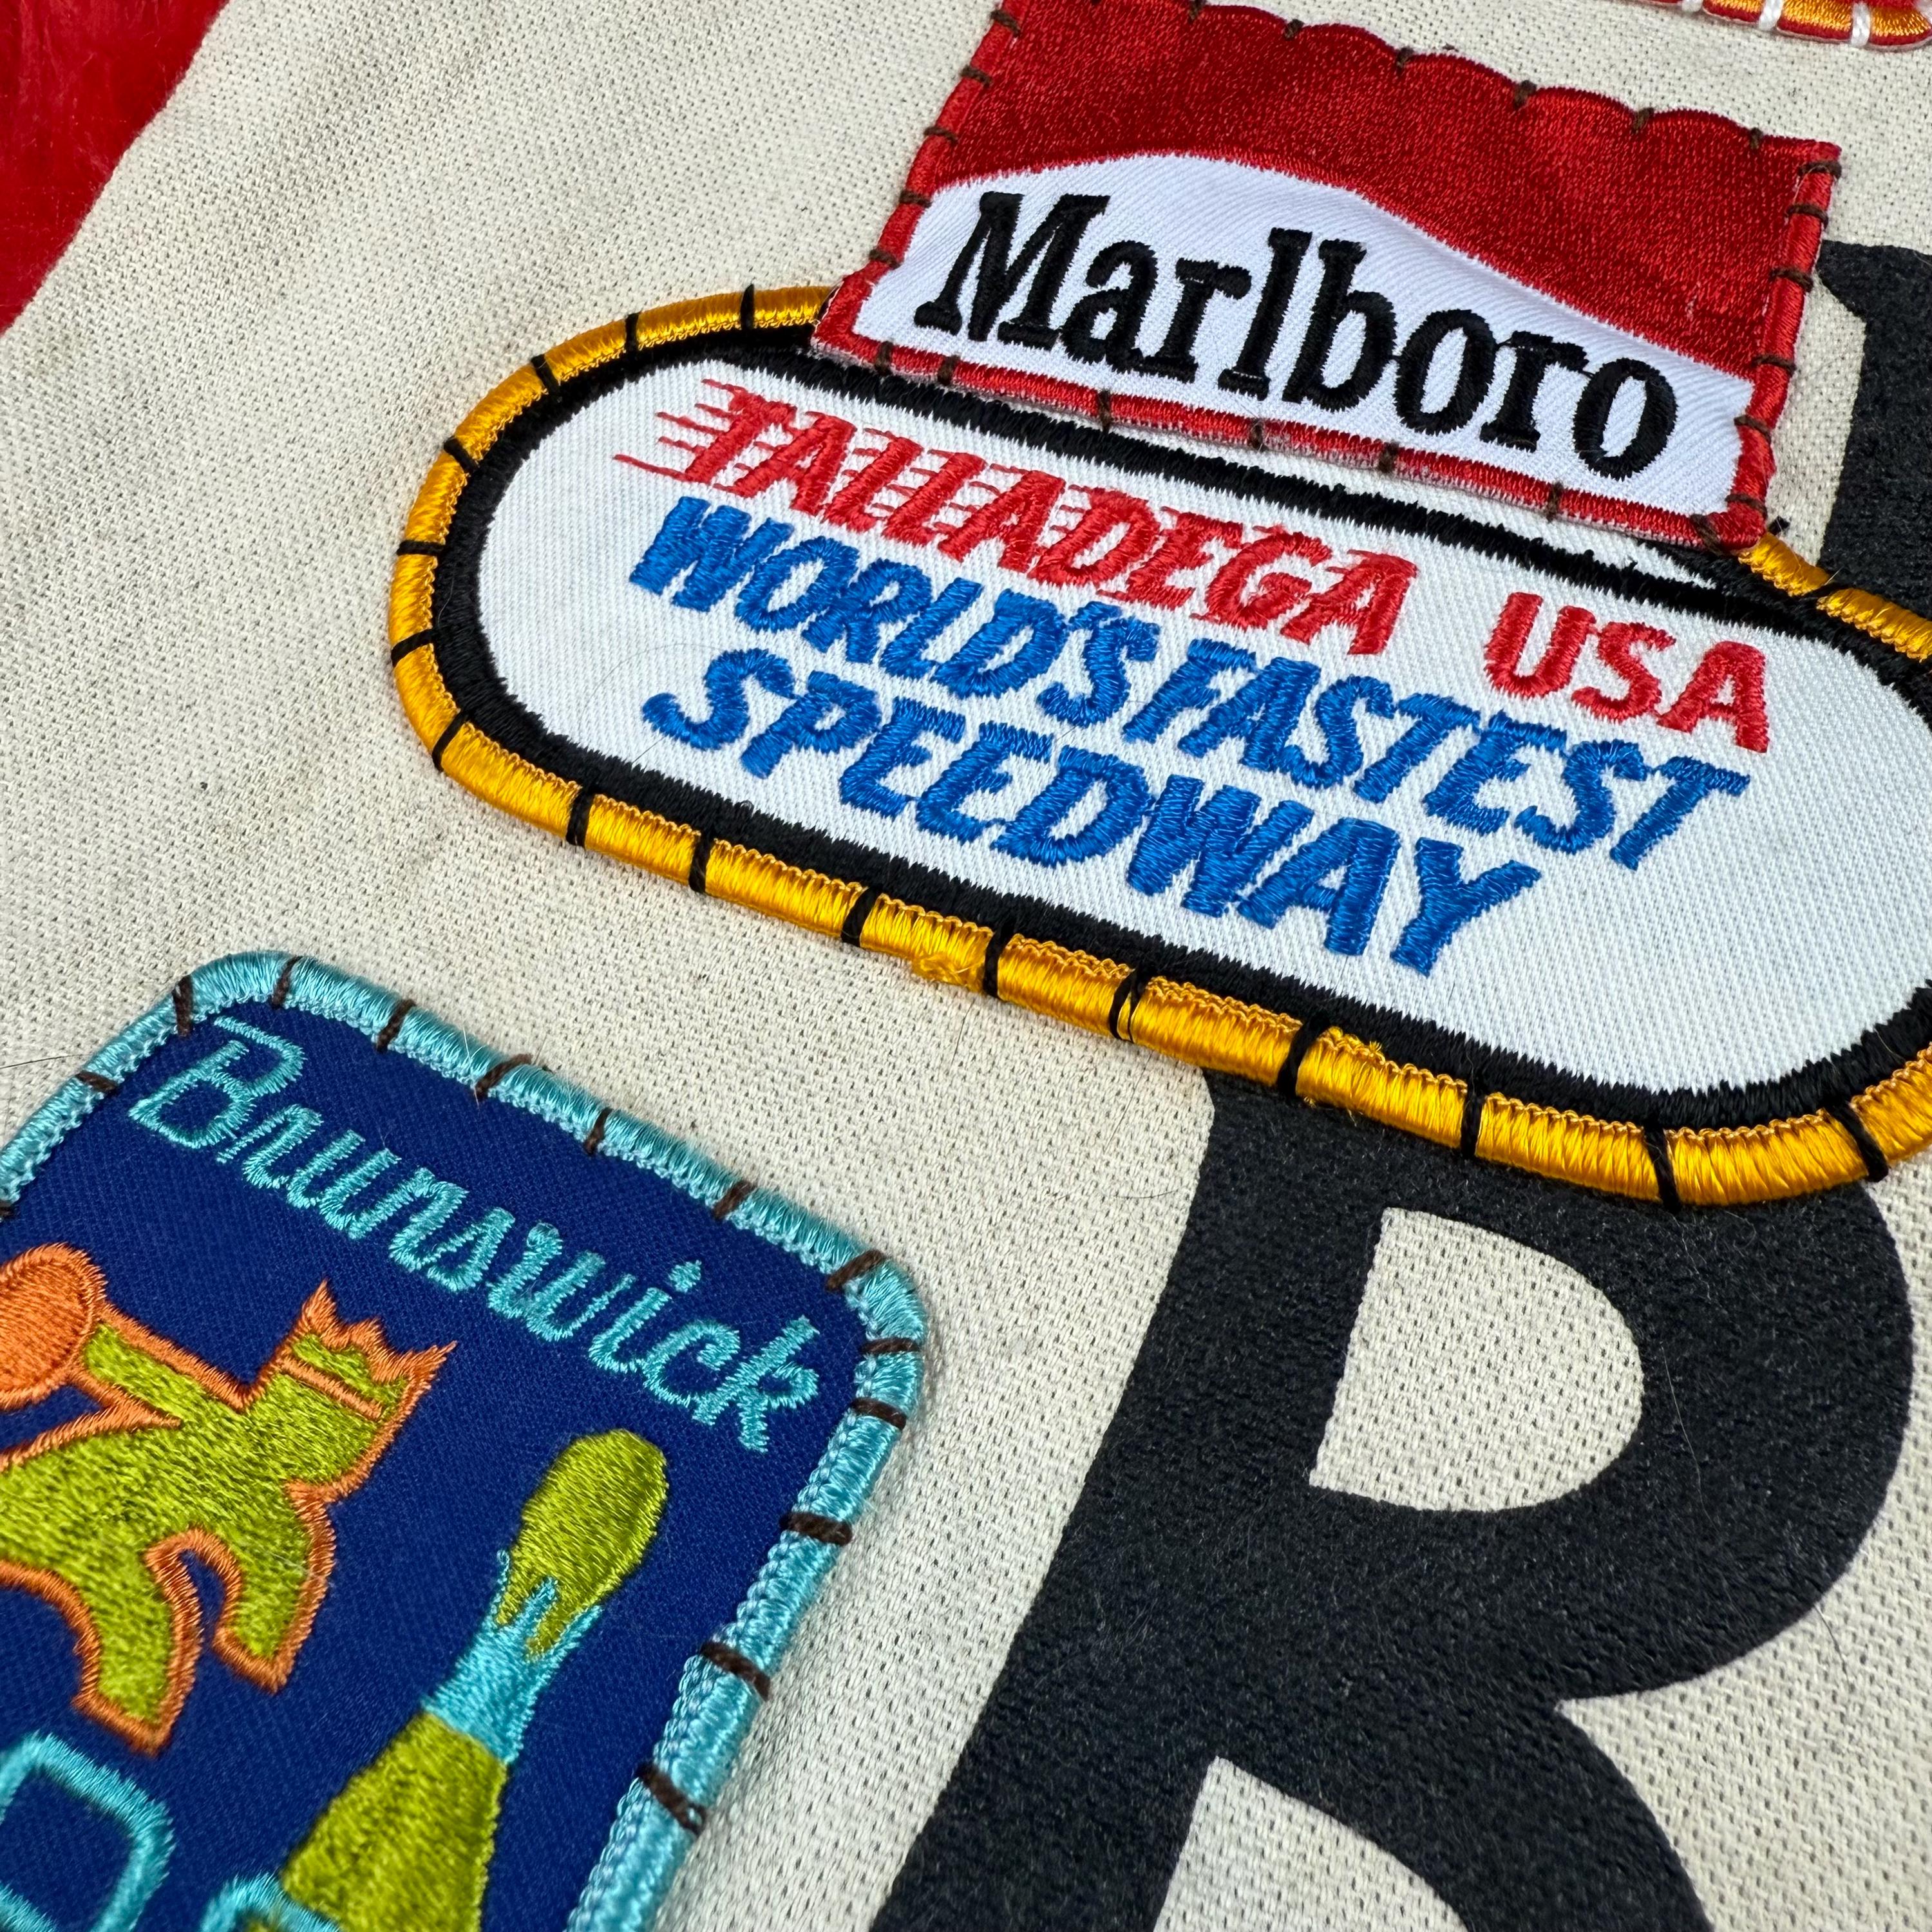 Marlboro
TALLADEGA USA
WORLD'S FASTEST
SPEEDWAY
Brunswick
R